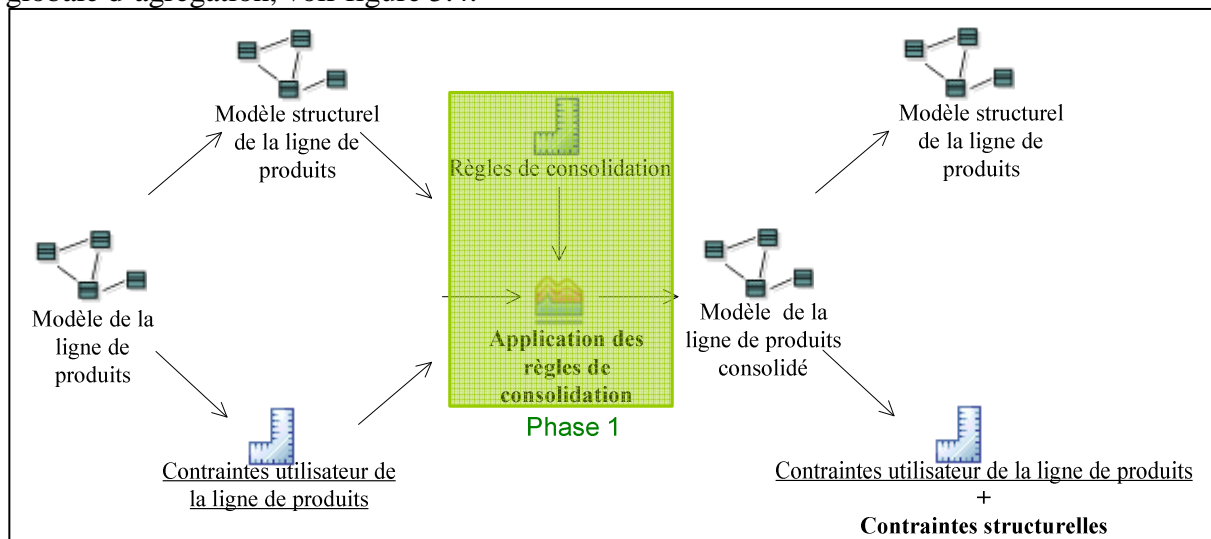 globale d'agrégation, voir figure 3.4.
Modèle structurel
de la ligne de
produits
Modèle de la
ligne de
produits
Contraintes utilisateur de
la ligne de produits
Règles de consolidation
Application des
règles de
consolidation
Phase 1
Modèle de la
ligne de produits
consolidé
Modèle structurel
de la ligne de
produits
Contraintes utilisateur de la ligne de produits
+
Contraintes structurelles